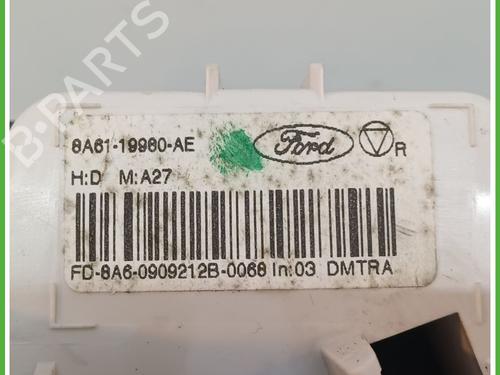 B-PARTS
8A61-19980-AE
Ford
R
H:D M:A27
FD-8A6-0909212B-0068 In:03 DMTRA